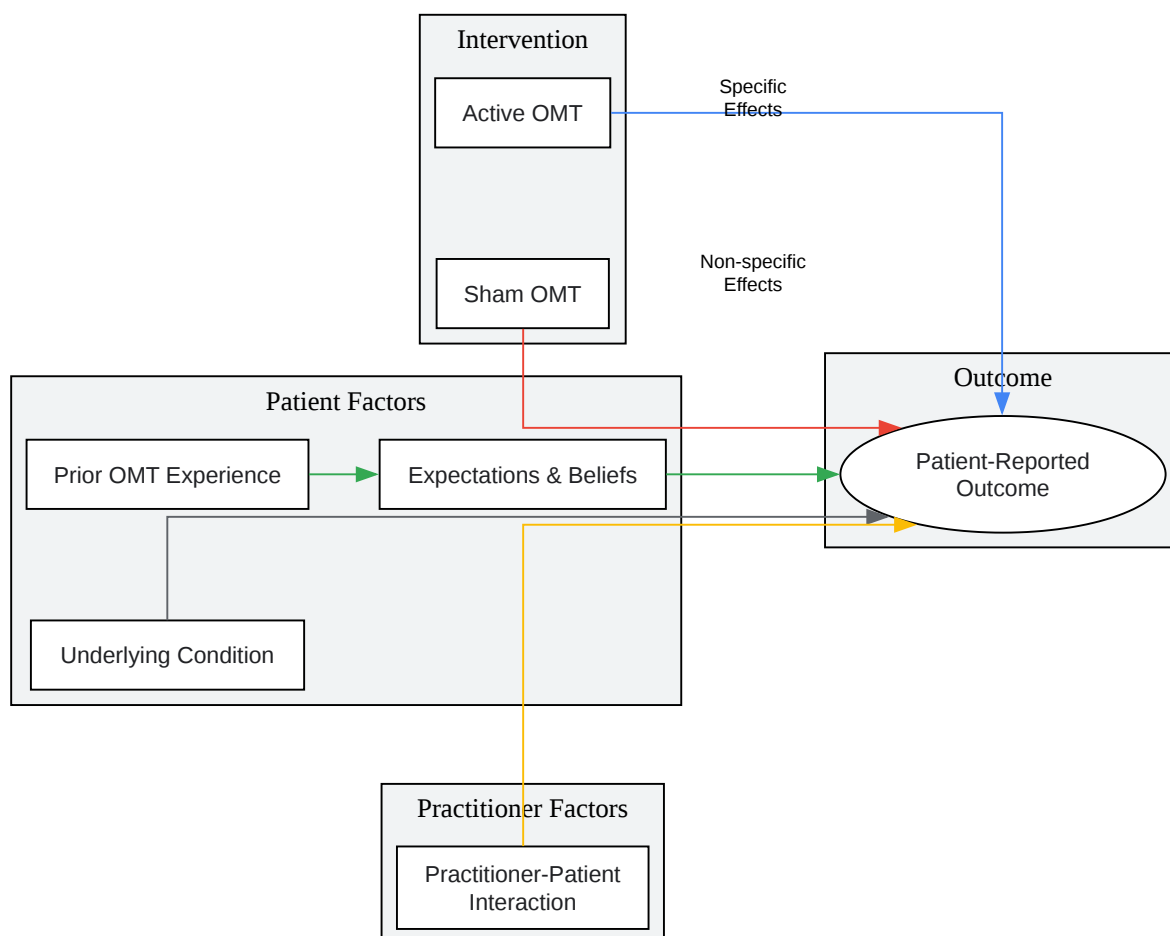 Intervention
Active OMT
Specific
Effects
Sham OMT
Non-specific
Effects
Patient Factors
Prior OMT Experience
Expectations & Beliefs
Underlying Condition
Outcome
Patient-Reported
Outcome
Practitioner Factors
Practitioner-Patient
Interaction